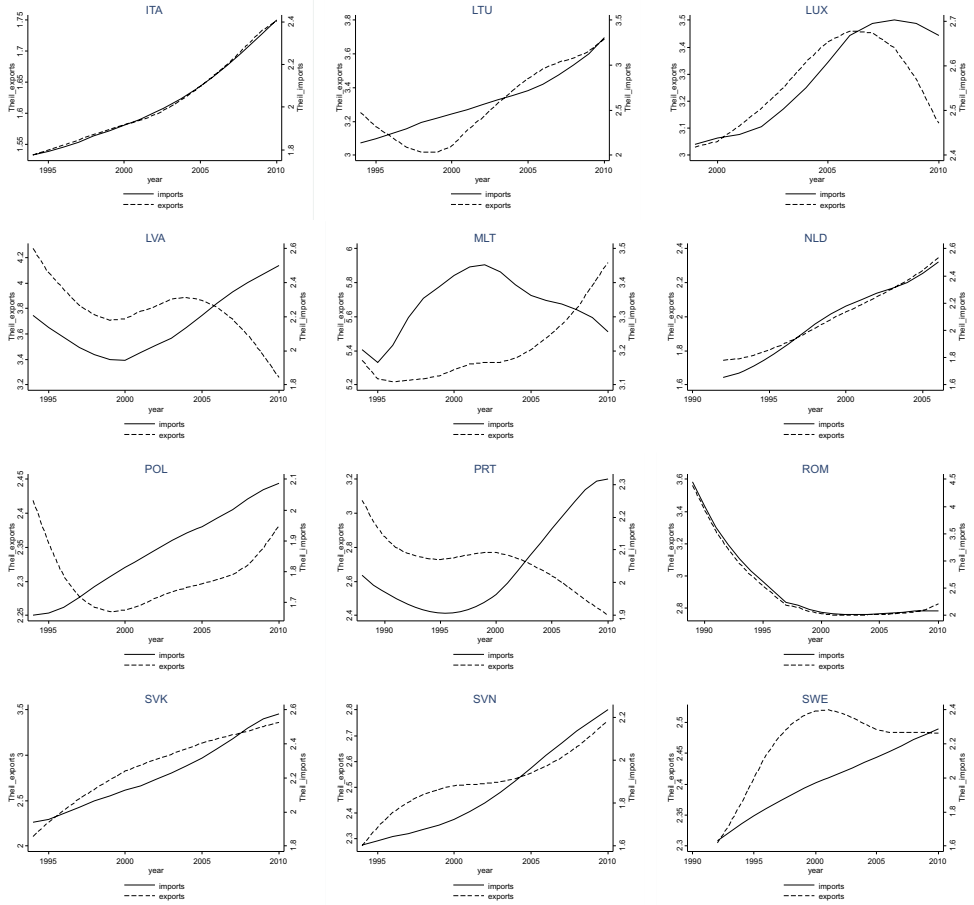 ITA
Theil_exports
1.55 1.6 1.65 1.7 1.75
Theil_imports
1.8 2 2.2 2.4
1995 2000 2005 2010
year
imports
exports
LTU
Theil_exports
3 3.2 3.4 3.6 3.8
Theil_imports
2 2.5 3 3.5
1995 2000 2005 2010
year
imports
exports
LUX
Theil_exports
3 3.1 3.2 3.3 3.4 3.5
Theil_imports
2.4 2.5 2.6 2.7
2000 2005 2010
year
imports
exports
LVA
Theil_exports
3.2 3.4 3.6 3.8 4 4.2
Theil_imports
1.8 2 2.2 2.4 2.6
1995 2000 2005 2010
year
imports
exports
MLT
Theil_exports
5.2 5.4 5.6 5.8 6
Theil_imports
3.1 3.2 3.3 3.4 3.5
1995 2000 2005 2010
year
imports
exports
NLD
Theil_exports
1.6 1.8 2 2.2 2.4
Theil_imports
1.6 1.8 2 2.2 2.4 2.6
1990 1995 2000 2005
year
imports
exports
POL
Theil_exports
2.25 2.3 2.35 2.4 2.45
Theil_imports
1.7 1.8 1.9 2 2.1
1995 2000 2005 2010
year
imports
exports
PRT
Theil_exports
2.4 2.6 2.8 3 3.2
Theil_imports
1.9 2 2.1 2.2 2.3
1990 1995 2000 2005 2010
year
imports
exports
ROM
Theil_exports
2.8 3 3.2 3.4 3.6
Theil_imports
2 2.5 3 3.5 4 4.5
1990 1995 2000 2005 2010
year
imports
exports
SVK
Theil_exports
2 2.5 3 3.5
Theil_imports
1.8 2 2.2 2.4 2.6
1995 2000 2005 2010
year
imports
exports
SVN
Theil_exports
2.3 2.4 2.5 2.6 2.7 2.8
Theil_imports
1.6 1.8 2 2.2
1995 2000 2005 2010
year
imports
exports
SWE
Theil_exports
2.3 2.35 2.4 2.45 2.5
Theil_imports
1.6 1.8 2 2.2 2.4
1990 1995 2000 2005 2010
year
imports
exports